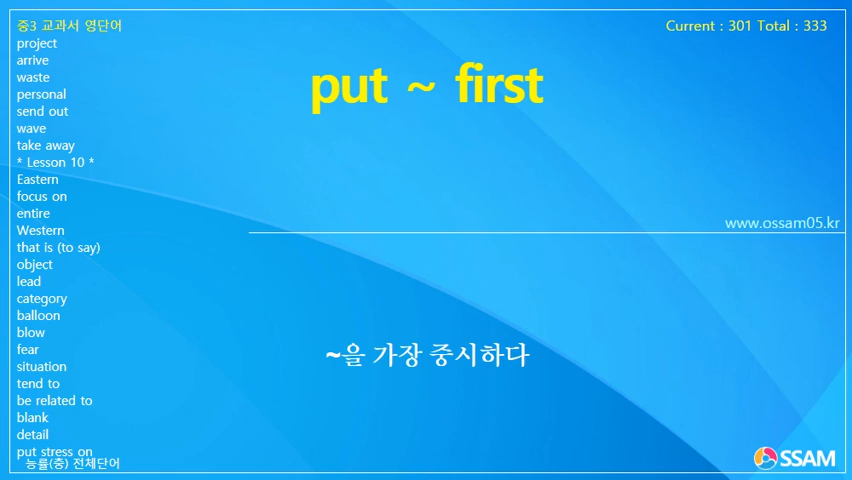 중3 교과서 영단어
Current : 301 Total : 333
project
arrive
waste
personal
send out
wave
take away
* Lesson 10 *
Eastern
focus on
entire
Western
that is (to say)
object
lead
category
balloon
blow
fear
situation
tend to
be related to
blank
detail
put stress on
능률(중) 전체단어
put ~ first
www.ossam05.kr
~을 가장 중시하다
SSAM